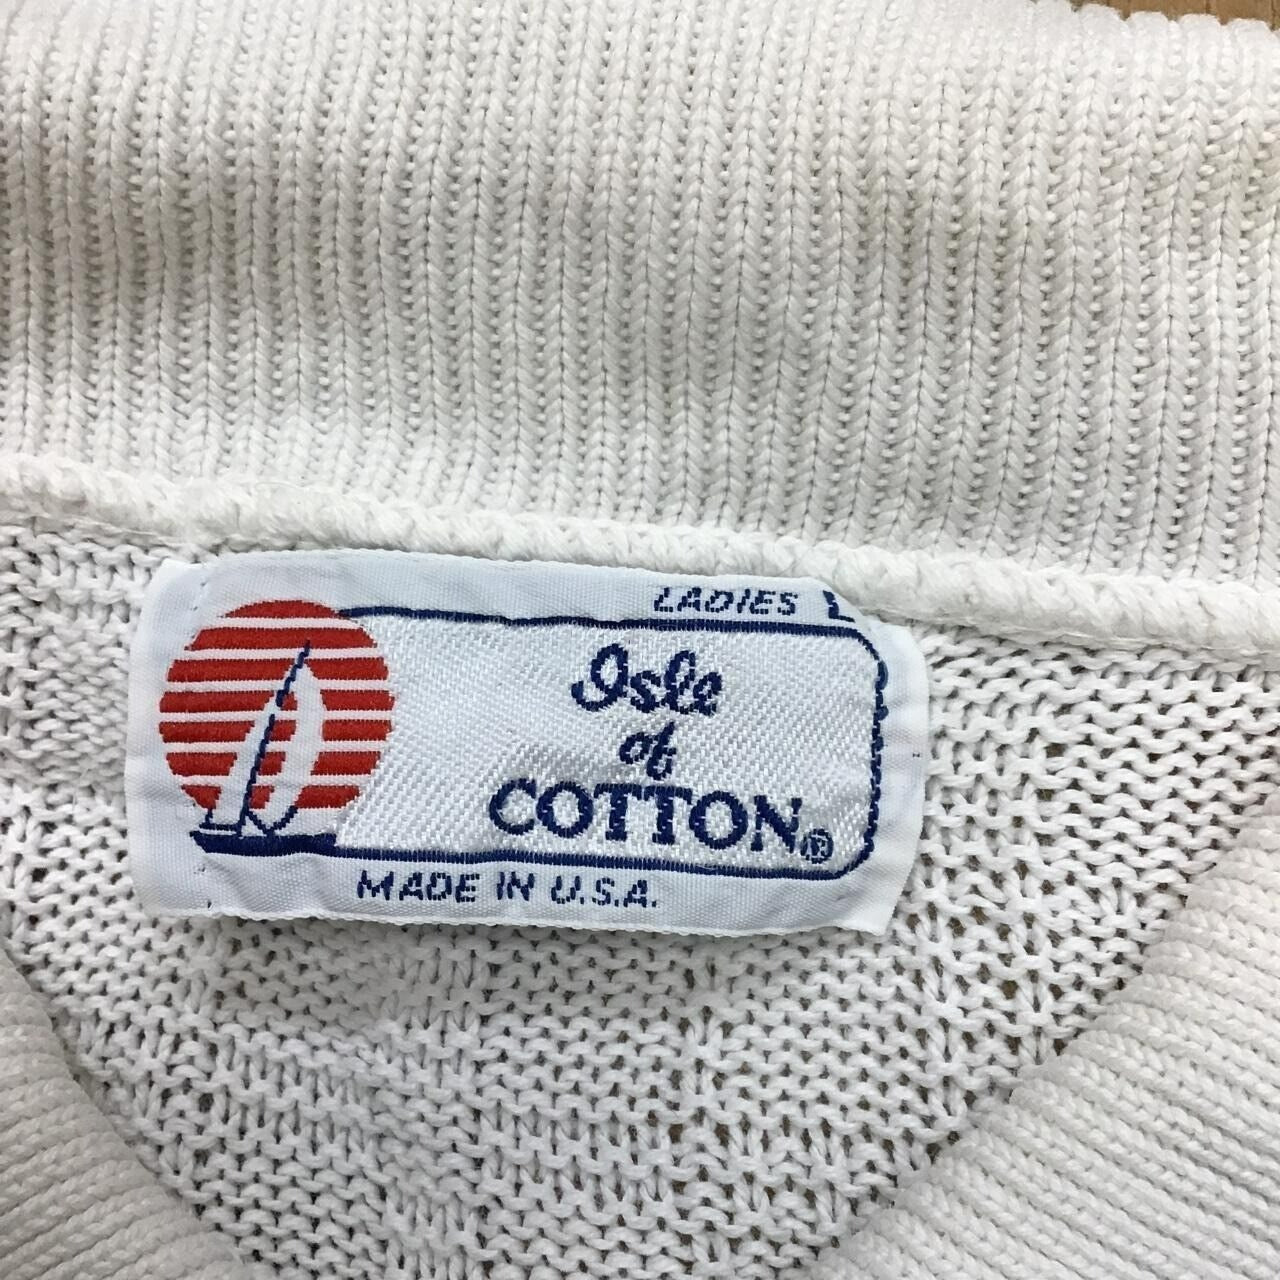 LADIES L
Isle
of
COTTON®
MADE IN U.S.A.